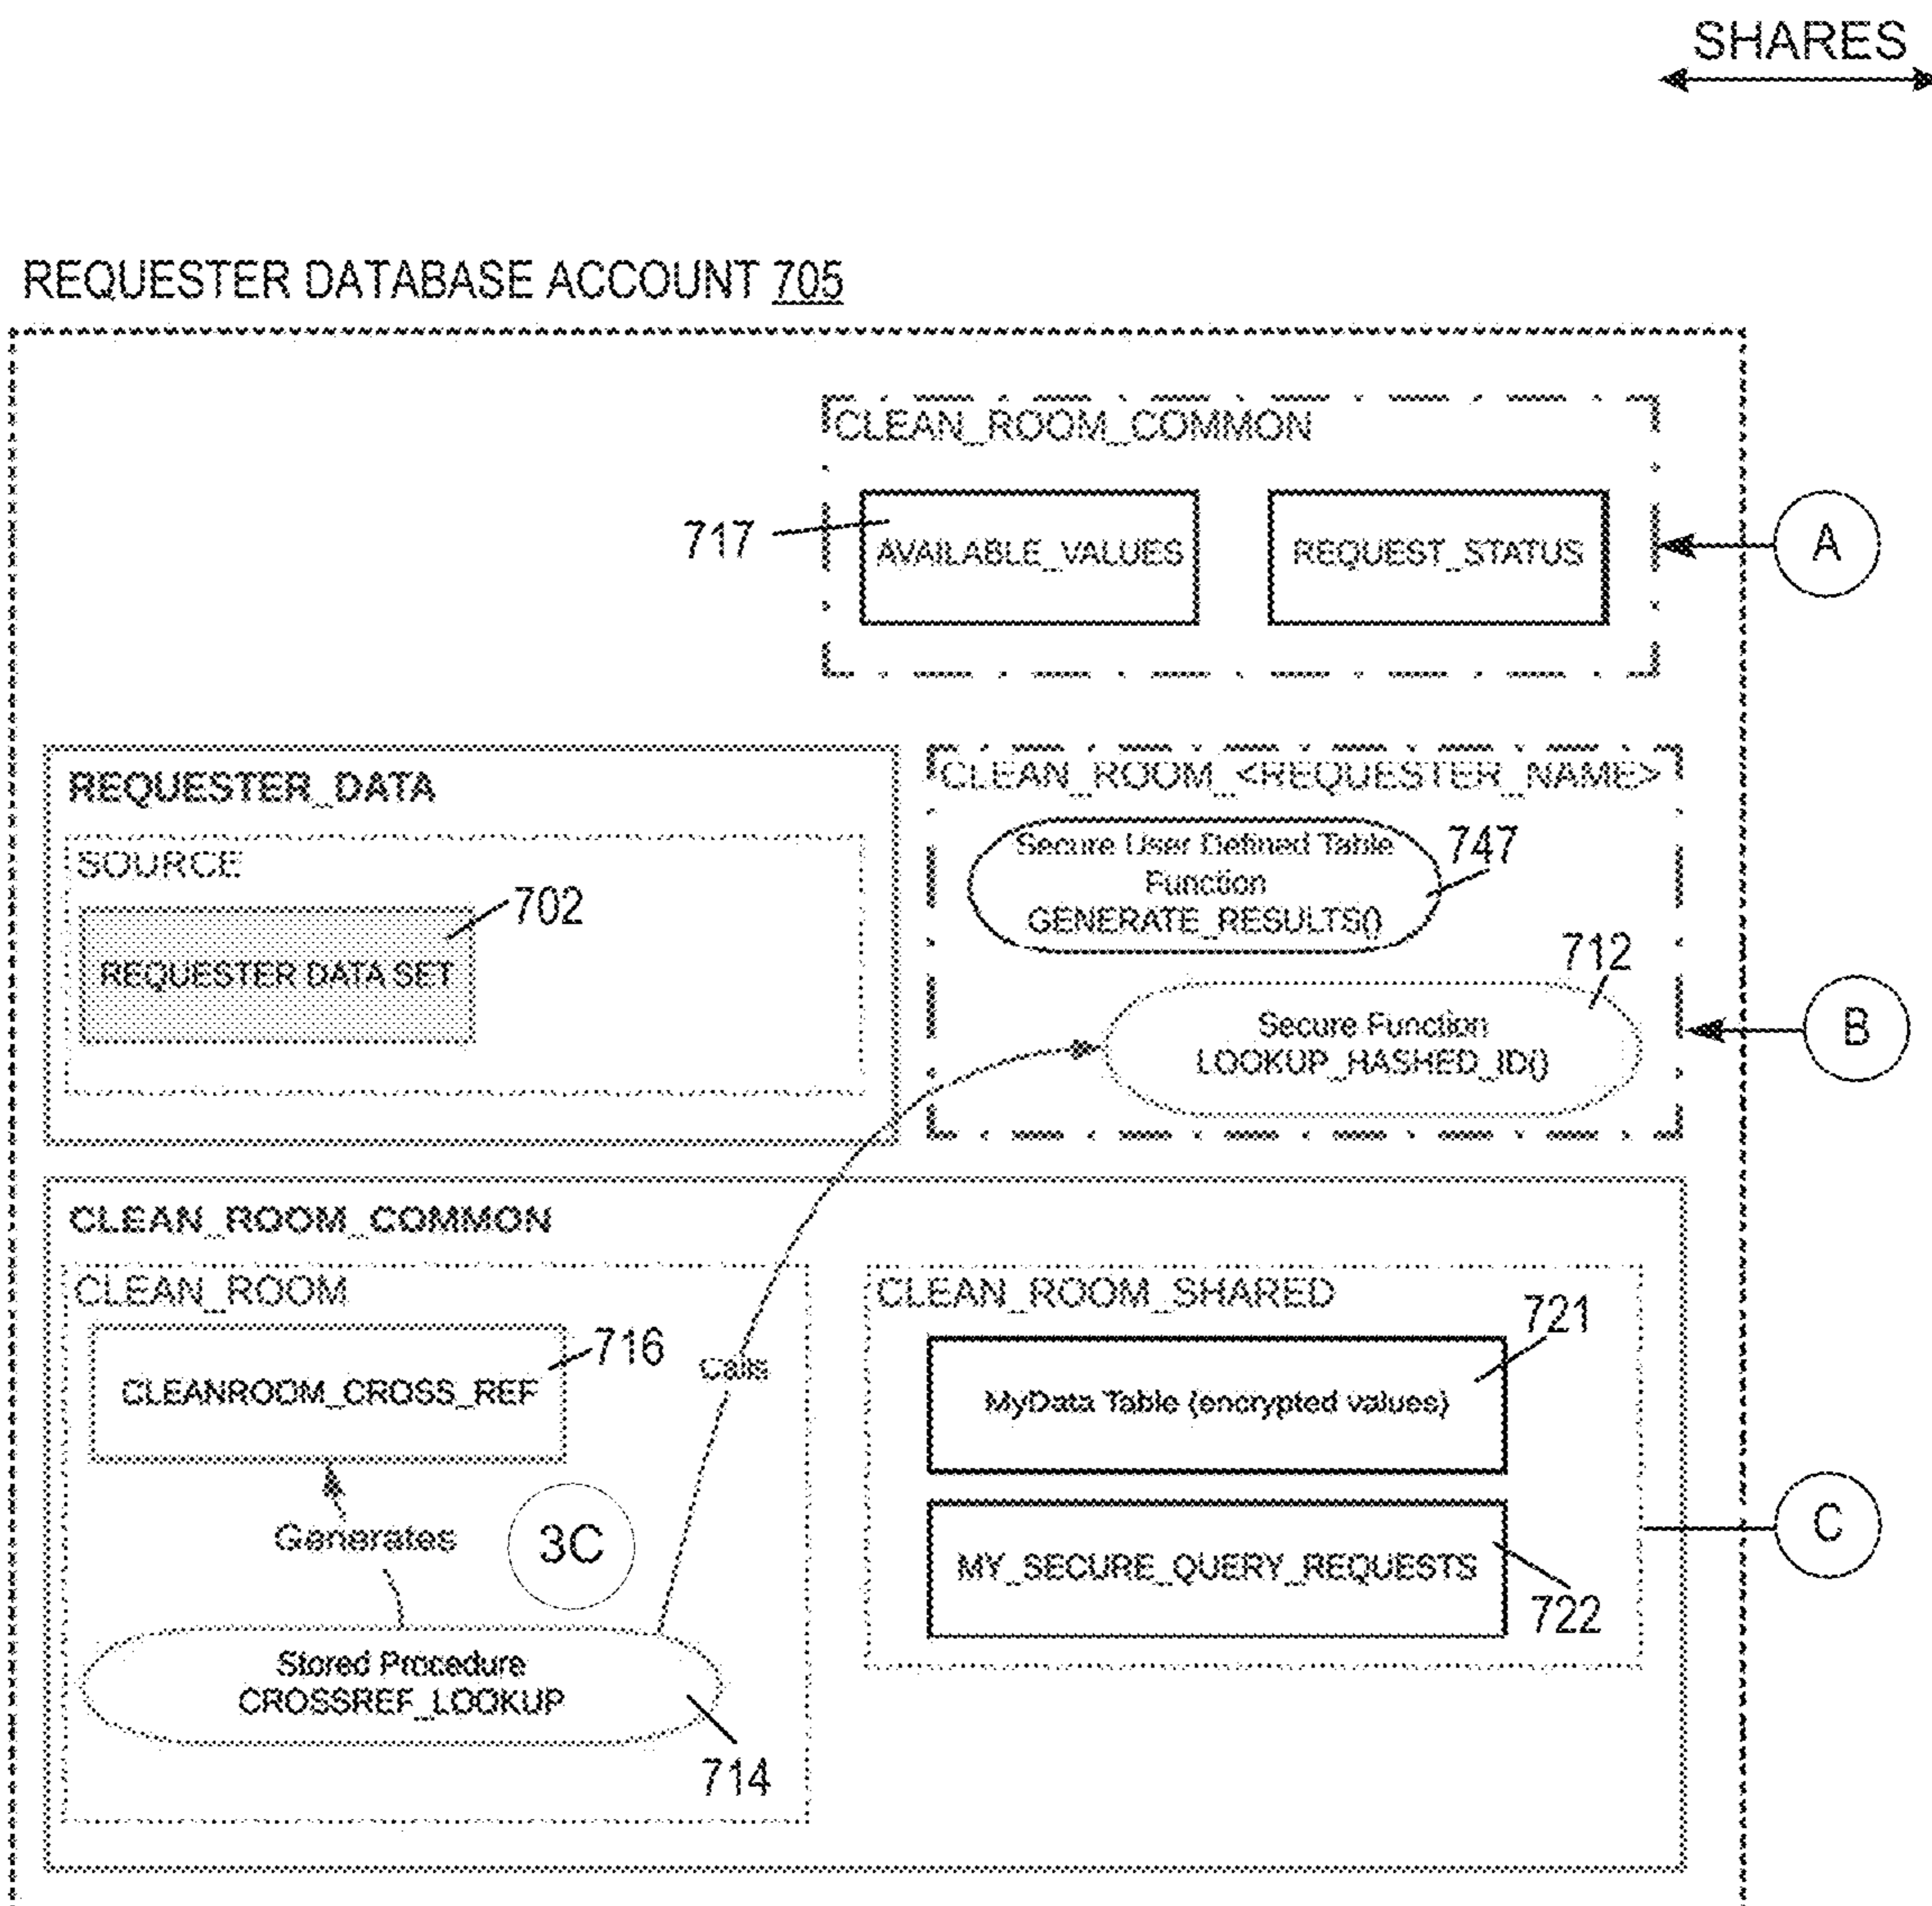 SHARES
REQUESTER DATABASE ACCOUNT 705
CLEAN_ROOM_COMMON
717
AVAILABLE_VALUES
REQUEST_STATUS
A
REQUESTER_DATA
SOURCE
702
REQUESTER DATA SET
CLEAN_ROOM_<REQUESTER_NAME>
Secure User Defined Table
Function
GENERATE_RESULTS()
747
712
Secure Function
LOOKUP_HASHED_ID()
B
CLEAN_ROOM_COMMON
CLEAN_ROOM
716
CLEANROOM_CROSS_REF
Calls
Generates
3C
Stored Procedure
CROSSREF_LOOKUP
714
CLEAN_ROOM_SHARED
721
MyData Table (encrypted values)
MY_SECURE_QUERY_REQUESTS
722
C